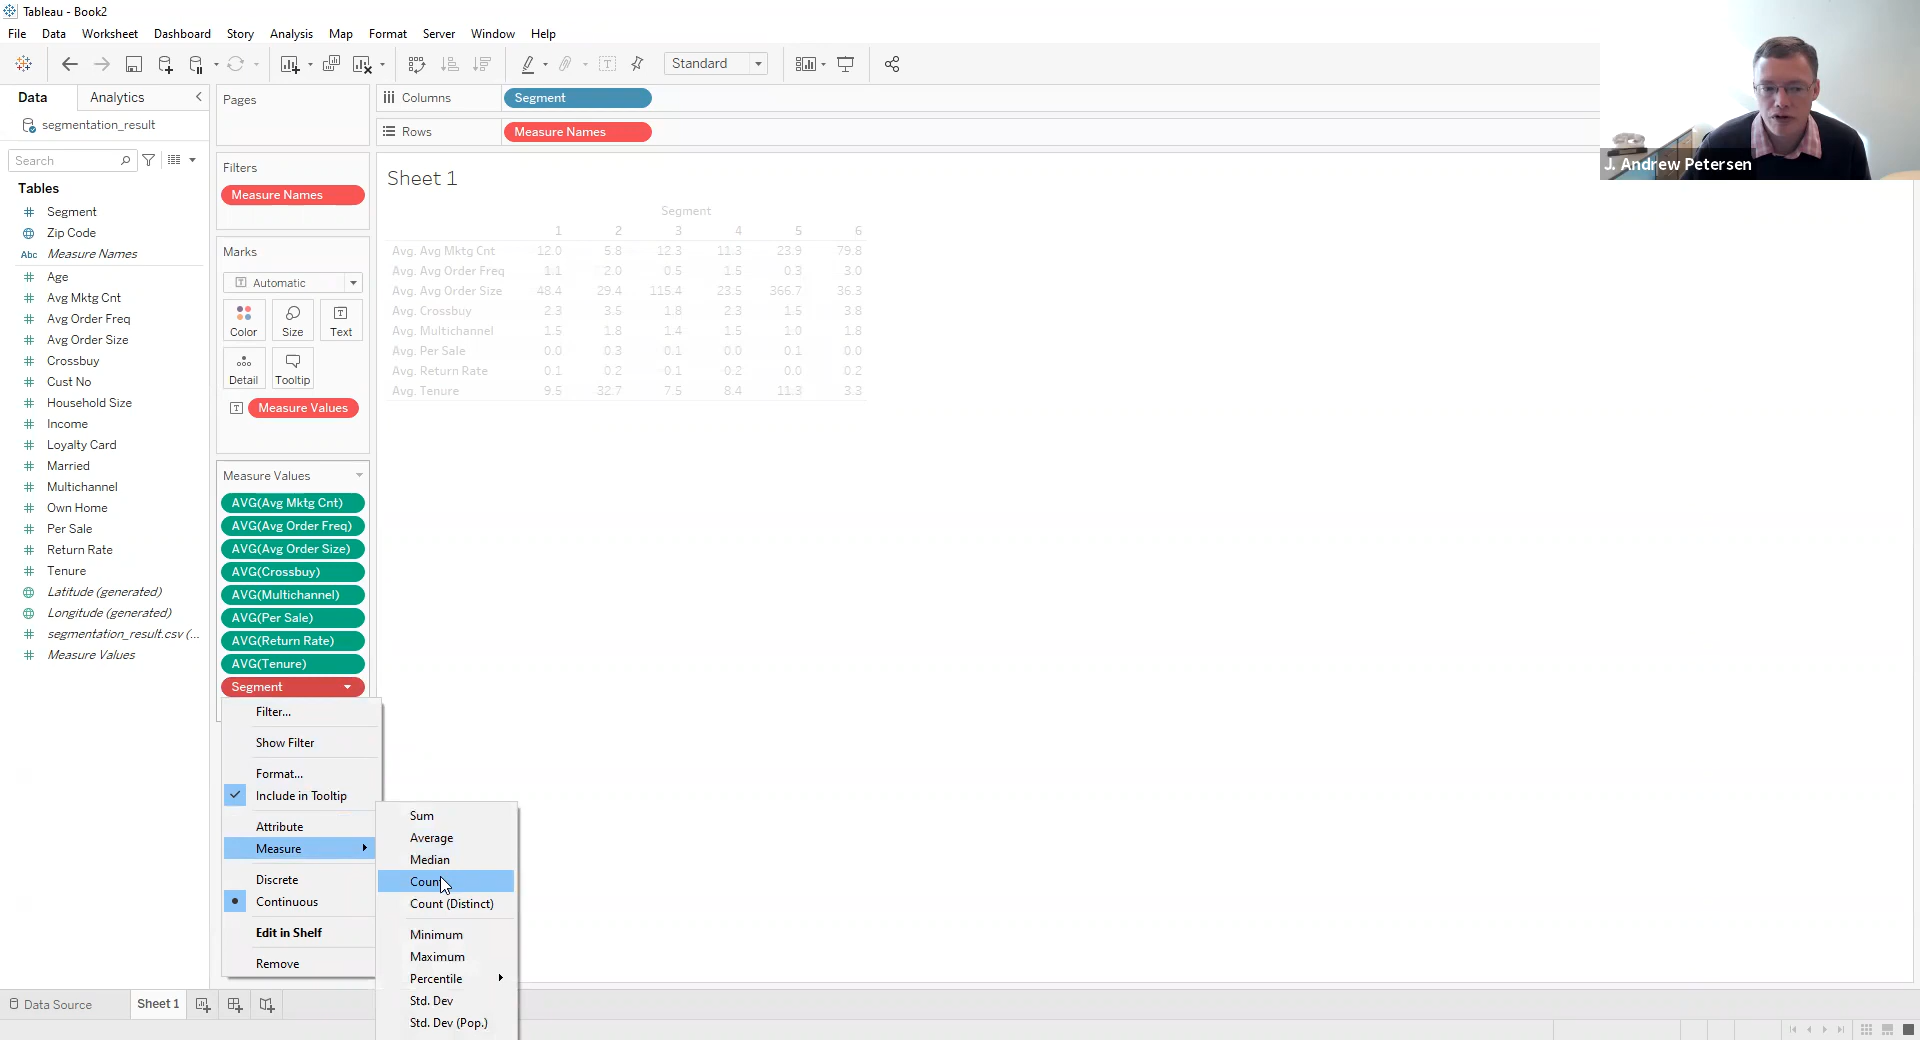 Tableau - Book2
File Data Worksheet Dashboard Story Analysis Map Format Server Window Help
Standard
Data Analytics
segmentation_result
Search
Tables
Segment
Zip Code
Abc Measure Names
Age
Avg Mktg Cnt
Avg Order Freq
Avg Order Size
Crossbuy
Cust No
Household Size
Income
Loyalty Card
Married
Multichannel
Own Home
Per Sale
Return Rate
Tenure
Latitude (generated)
Longitude (generated)
segmentation_result.csv (...
Measure Values
Pages
Filters
Measure Names
Marks
Automatic
Color Size Text
Detail Tooltip
Measure Values
Measure Values
AVG(Avg Mktg Cnt)
AVG(Avg Order Freq)
AVG(Avg Order Size)
AVG(Crossbuy)
AVG(Multichannel)
AVG(Per Sale)
AVG(Return Rate)
AVG(Tenure)
Segment
Filter...
Show Filter
Format...
Include in Tooltip
Attribute
Measure
Discrete
Continuous
Edit in Shelf
Remove
Sum
Average
Median
Count
Count (Distinct)
Minimum
Maximum
Percentile
Std. Dev
Std. Dev (Pop.)
Columns Segment
Rows Measure Names
Sheet 1
Segment
1 2 3 4 5 6
Avg. Avg Mktg Cnt 12.0 5.8 12.3 11.3 23.9 79.8
Avg. Avg Order Freq 1.1 2.0 0.5 1.5 0.3 3.0
Avg. Avg Order Size 48.4 29.4 115.4 23.5 366.7 36.3
Avg. Crossbuy 2.3 3.5 1.8 2.3 1.5 3.8
Avg. Multichannel 1.5 1.8 1.4 1.5 1.0 1.8
Avg. Per Sale 0.0 0.3 0.1 0.0 0.1 0.0
Avg. Return Rate 0.1 0.2 0.1 0.2 0.0 0.2
Avg. Tenure 9.5 32.7 7.5 8.4 11.3 3.3
J. Andrew Petersen
Data Source Sheet 1